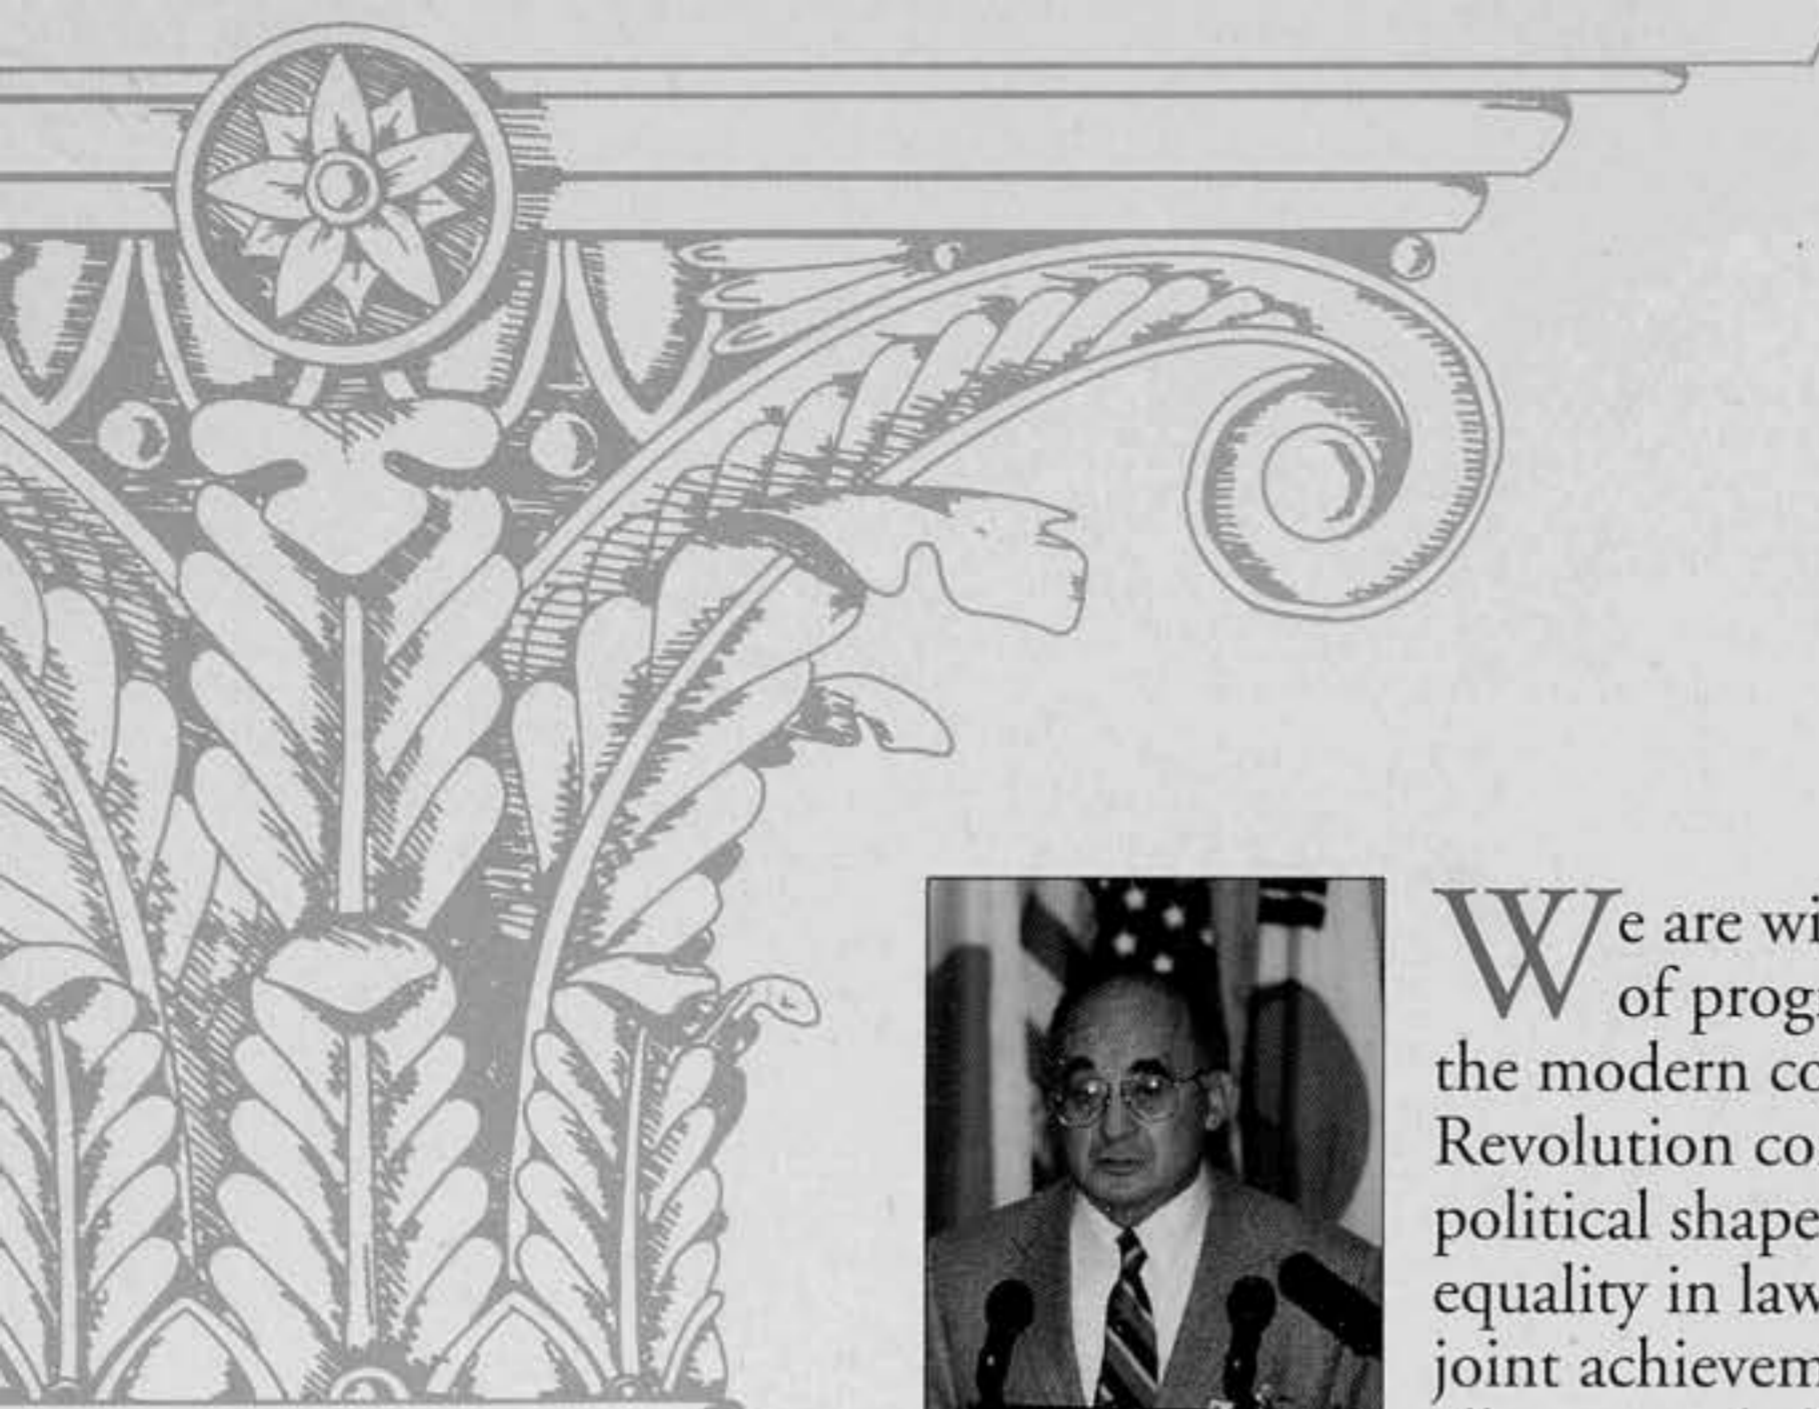 We are wi
of prog
the modern co
Revolution co
political shape
equality in law
joint achievem